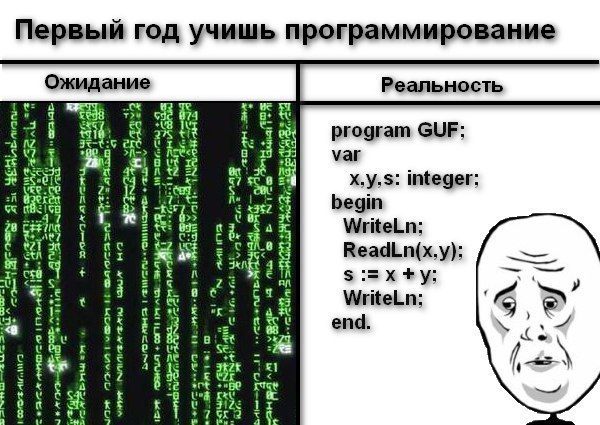 Первый год учишь программирование
Ожидание
Реальность
program GUF;
var
x,y,s: integer;
begin
WriteLn;
ReadLn(x,y);
s := x + y;
WriteLn;
end.